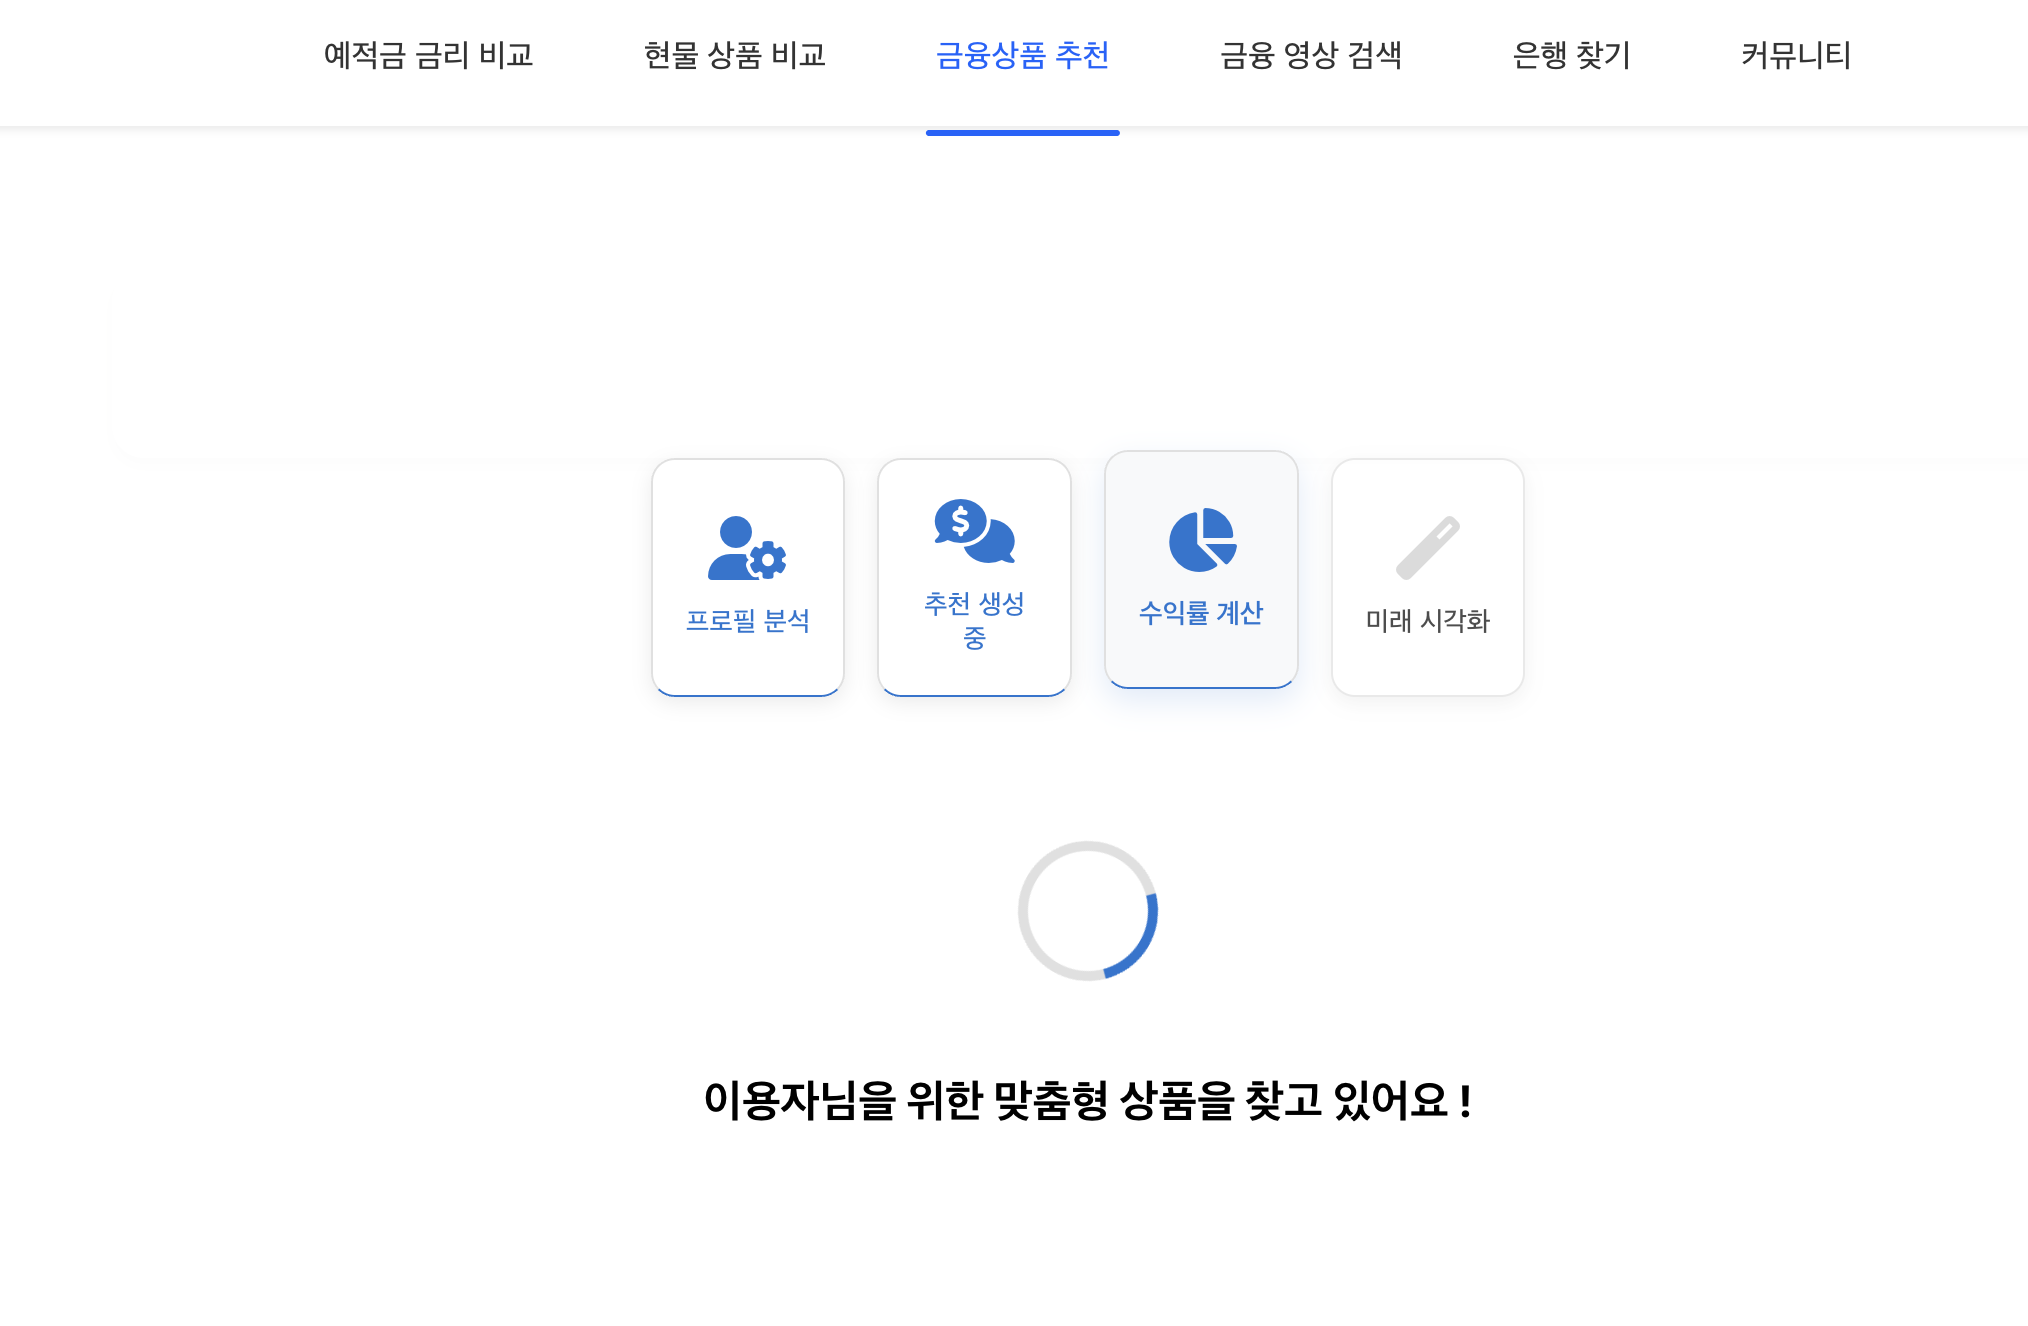 예적금 금리 비교 현물 상품 비교 금융상품 추천 금융 영상 검색 은행 찾기 커뮤니티
프로필 분석
추천 생성
중
수익률 계산
미래 시각화
이용자님을 위한 맞춤형 상품을 찾고 있어요 !